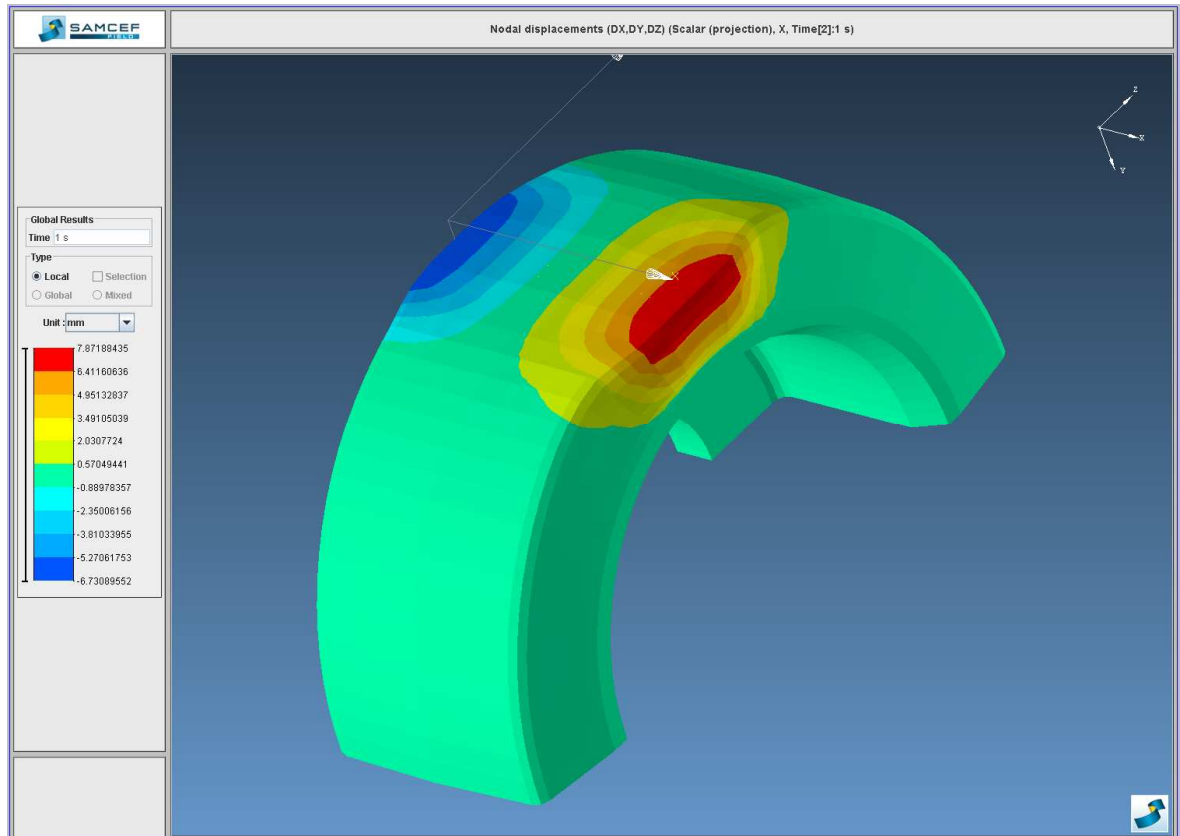 SAMCEF
FIELD
Nodal displacements (DX,DY,DZ) (Scalar (projection), X, Time[2]:1 s)
Z
X
Y
X
Global Results
Time 1 s
Type
Local Selection
Global Mixed
Unit : mm
7.87188435
6.41160636
4.95132837
3.49105039
2.0307724
0.57049441
-0.88978357
-2.35006156
-3.81033955
-5.27061753
-6.73089552